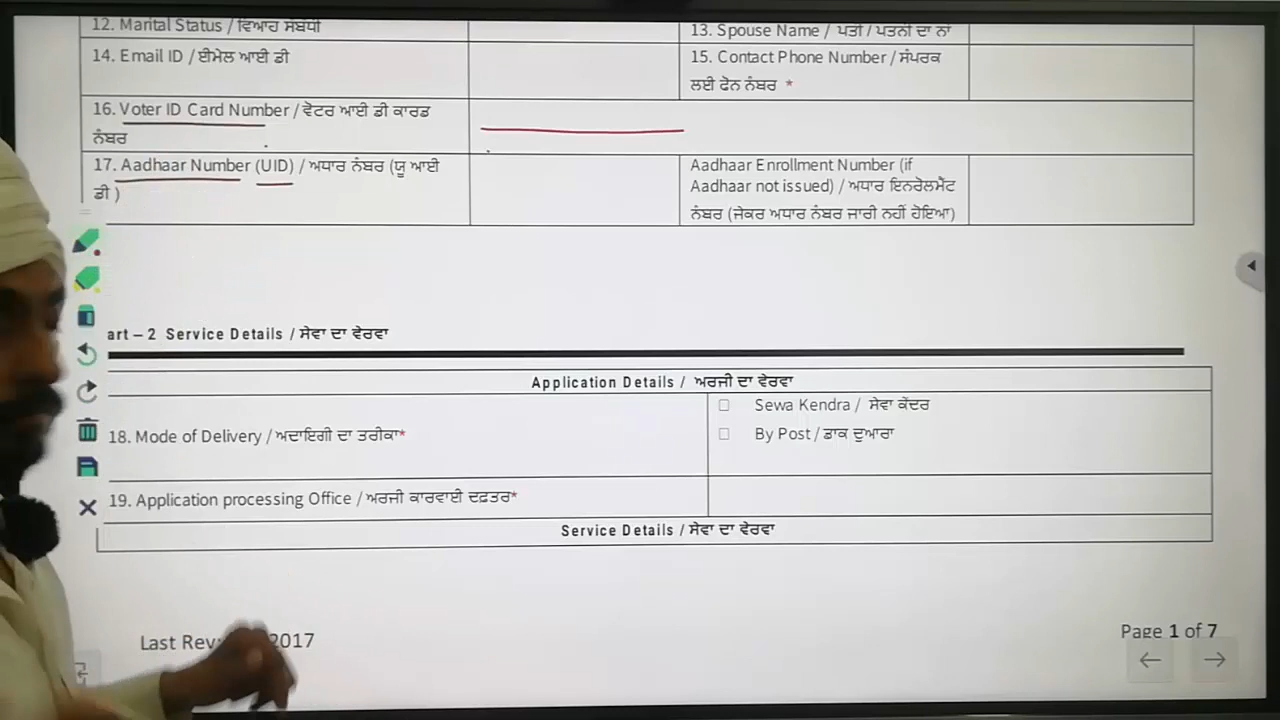 12. Marital Status / ਵਿਆਹ ਸੰਬੰਧੀ
13. Spouse Name / ਪਤੀ / ਪਤਨੀ ਦਾ ਨਾਂ
14. Email ID / ਈਮੇਲ ਆਈ ਡੀ
15. Contact Phone Number / ਸੰਪਰਕ
ਲਈ ਫੋਨ ਨੰਬਰ *
16. Voter ID Card Number / ਵੋਟਰ ਆਈ ਡੀ ਕਾਰਡ
ਨੰਬਰ
17. Aadhaar Number (UID) / ਅਧਾਰ ਨੰਬਰ (ਯੂ ਆਈ
ਡੀ )
Aadhaar Enrollment Number (if
Aadhaar not issued) / ਅਧਾਰ ਇਨਰੋਲਮੈਂਟ
ਨੰਬਰ (ਜੇਕਰ ਅਧਾਰ ਨੰਬਰ ਜਾਰੀ ਨਹੀਂ ਹੋਇਆ)
art – 2 Service Details / ਸੇਵਾ ਦਾ ਵੇਰਵਾ
Application Details / ਅਰਜੀ ਦਾ ਵੇਰਵਾ
18. Mode of Delivery / ਅਦਾਇਗੀ ਦਾ ਤਰੀਕਾ*
□ Sewa Kendra / ਸੇਵਾ ਕੇਂਦਰ
□ By Post / ਡਾਕ ਦੁਆਰਾ
19. Application processing Office / ਅਰਜੀ ਕਾਰਵਾਈ ਦਫ਼ਤਰ*
Service Details / ਸੇਵਾ ਦਾ ਵੇਰਵਾ
Last Rev 2017
Page 1 of 7